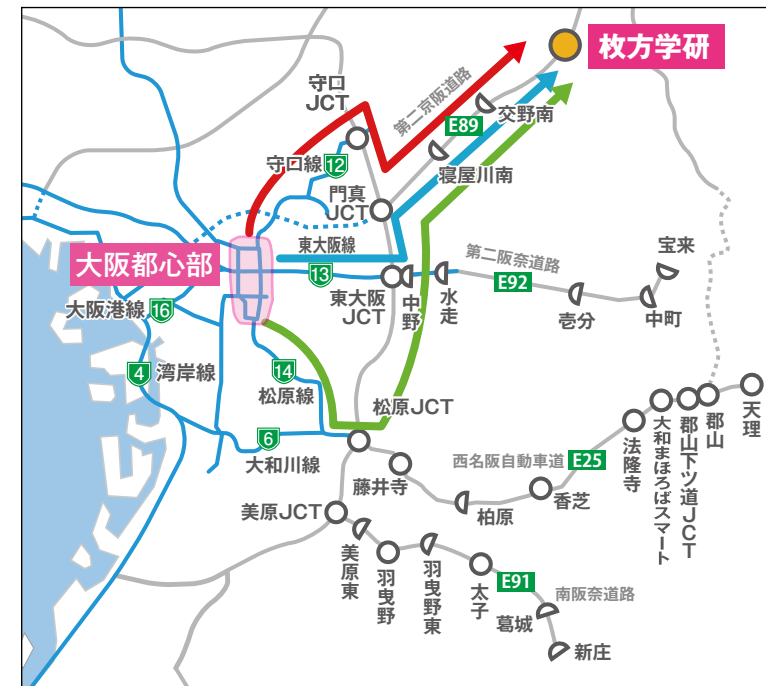 枚方学研
守口
JCT
第二京阪道路
交野南
E89
守口線
12
寝屋川南
門真
JCT
大阪都心部
東大阪線
13
東大阪
JCT
中野
水走
第二阪奈道路
E92
壱分
中町
宝来
大阪港線
16
4
湾岸線
14
松原線
松原JCT
6
大和川線
藤井寺
西名阪自動車道
E25
柏原
香芝
法隆寺
大和まほろばスマート
郡山下ツ道JCT
郡山
天理
美原JCT
美原東
羽曳野
羽曳野東
太子
E91
南阪奈道路
葛城
新庄